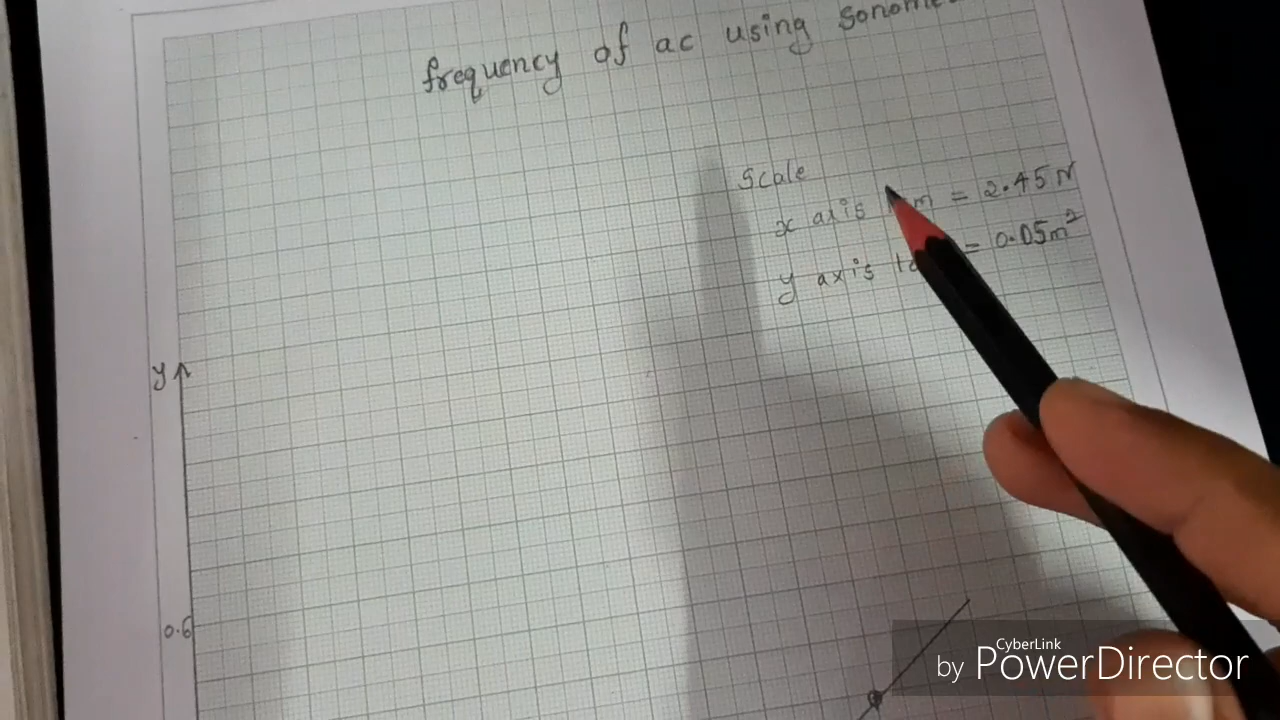 frequency of ac using
Scale
x axis = 2.45 N
y axis = 0.05m²
y
0.6
CyberLink
by PowerDirector